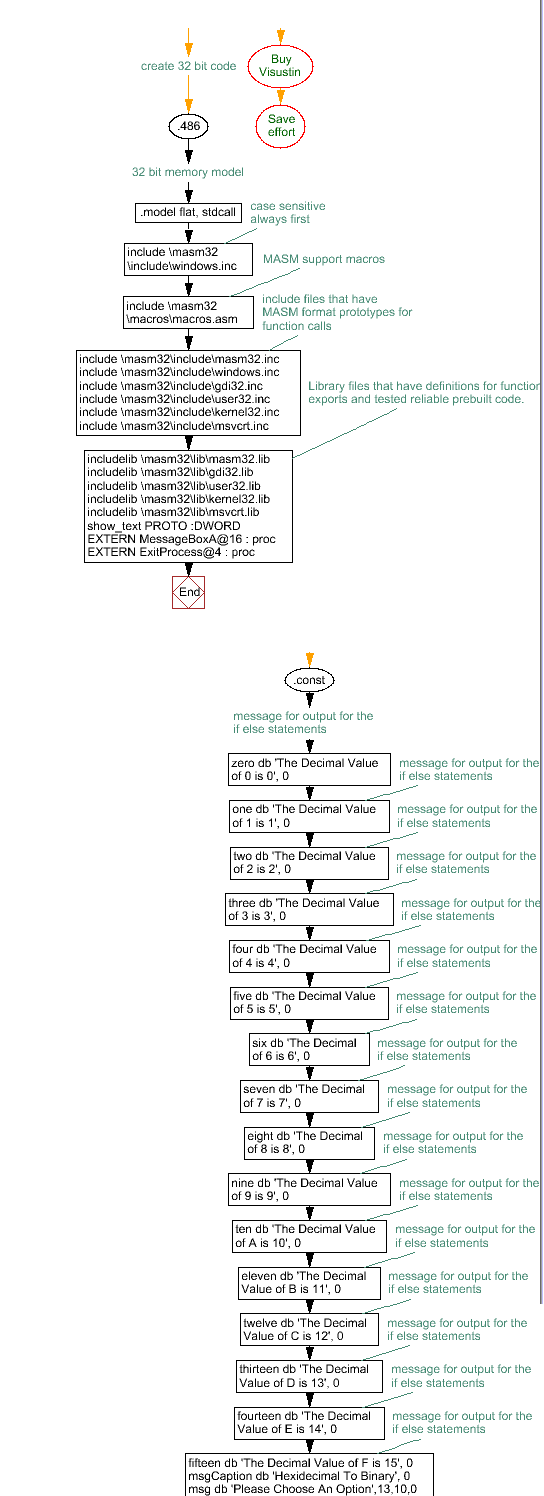 create 32 bit code
Buy
Visustin
.486
Save
effort
32 bit memory model
.model flat, stdcall
case sensitive
always first
include \masm32
\include\windows.inc
MASM support macros
include \masm32
\macros\macros.asm
include files that have
MASM format prototypes for
function calls
include \masm32\include\masm32.inc
include \masm32\include\windows.inc
include \masm32\include\gdi32.inc
include \masm32\include\user32.inc
include \masm32\include\kernel32.inc
include \masm32\include\msvcrt.inc
Library files that have definitions for function
exports and tested reliable prebuilt code.
includelib \masm32\lib\masm32.lib
includelib \masm32\lib\gdi32.lib
includelib \masm32\lib\user32.lib
includelib \masm32\lib\kernel32.lib
includelib \masm32\lib\msvcrt.lib
show_text PROTO :DWORD
EXTERN MessageBoxA@16 : proc
EXTERN ExitProcess@4 : proc
End
.const
message for output for the
if else statements
zero db 'The Decimal Value
of 0 is 0', 0
message for output for the
if else statements
one db 'The Decimal Value
of 1 is 1', 0
message for output for the
if else statements
two db 'The Decimal Value
of 2 is 2', 0
message for output for the
if else statements
three db 'The Decimal Value
of 3 is 3', 0
message for output for the
if else statements
four db 'The Decimal Value
of 4 is 4', 0
message for output for the
if else statements
five db 'The Decimal Value
of 5 is 5', 0
message for output for the
if else statements
six db 'The Decimal
of 6 is 6', 0
message for output for the
if else statements
seven db 'The Decimal
of 7 is 7', 0
message for output for the
if else statements
eight db 'The Decimal
of 8 is 8', 0
message for output for the
if else statements
nine db 'The Decimal Value
of 9 is 9', 0
message for output for the
if else statements
ten db 'The Decimal Value
of A is 10', 0
message for output for the
if else statements
eleven db 'The Decimal
Value of B is 11', 0
message for output for the
if else statements
twelve db 'The Decimal
Value of C is 12', 0
message for output for the
if else statements
thirteen db 'The Decimal
Value of D is 13', 0
message for output for the
if else statements
fourteen db 'The Decimal
Value of E is 14', 0
message for output for the
if else statements
fifteen db 'The Decimal Value of F is 15', 0
msgCaption db 'Hexidecimal To Binary', 0
msg db 'Please Choose An Option',13,10,0